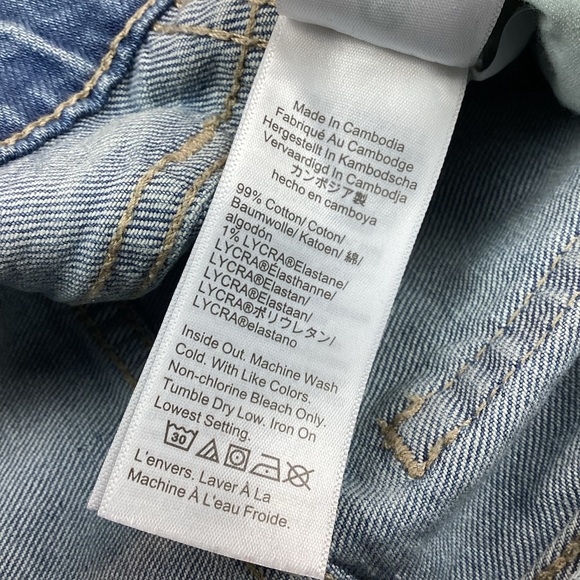 Made In Cambodia
Fabriqué Au Cambodge
Hergestellt In Kambodscha
Vervaardigd In Cambodja
カンボジア製
hecho en camboya
99% Cotton/ Coton/
Baumwolle/ Katoen/ 綿/
algodón
1% LYCRA®Elastane/
LYCRA®Élasthanne/
LYCRA®Elastan/
LYCRA®Elastaan/
LYCRA®ポリウレタン/
LYCRA®elastano
Inside Out. Machine Wash
Cold. With Like Colors.
Non-chlorine Bleach Only.
Tumble Dry Low. Iron On
Lowest Setting.
30
L'envers. Laver À La
Machine À L'eau Froide.